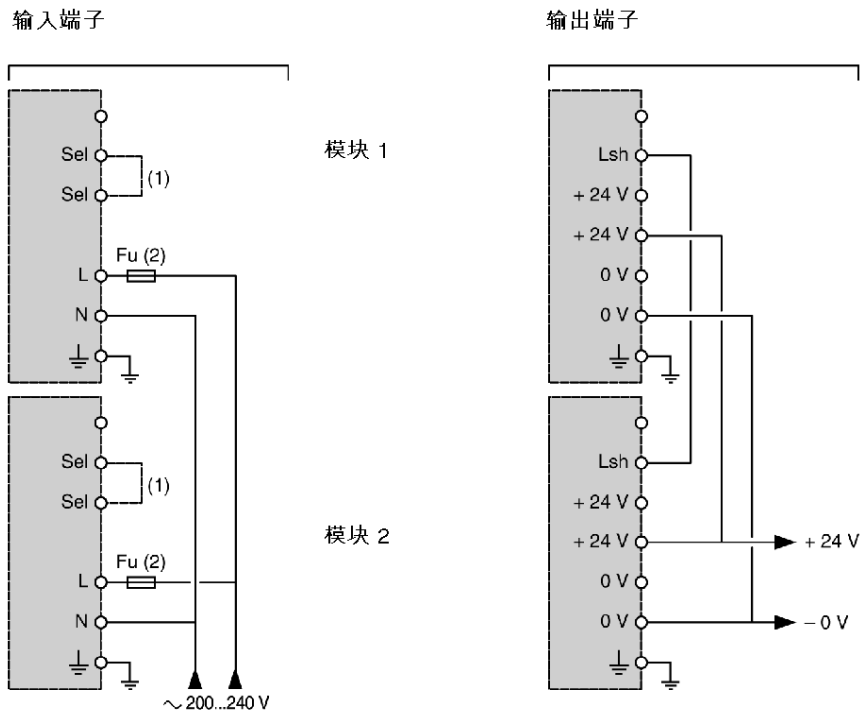 输入端子
输出端子
模块 1
Sel
Sel
(1)
Fu (2)
L
N
Lsh
+ 24 V
+ 24 V
0 V
0 V
模块 2
Sel
Sel
(1)
Fu (2)
L
N
～ 200...240 V
Lsh
+ 24 V
+ 24 V
0 V
0 V
+ 24 V
– 0 V